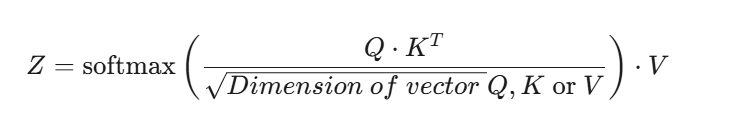 Z = softmax ( Q · K^T / √Dimension of vector Q, K or V ) · V